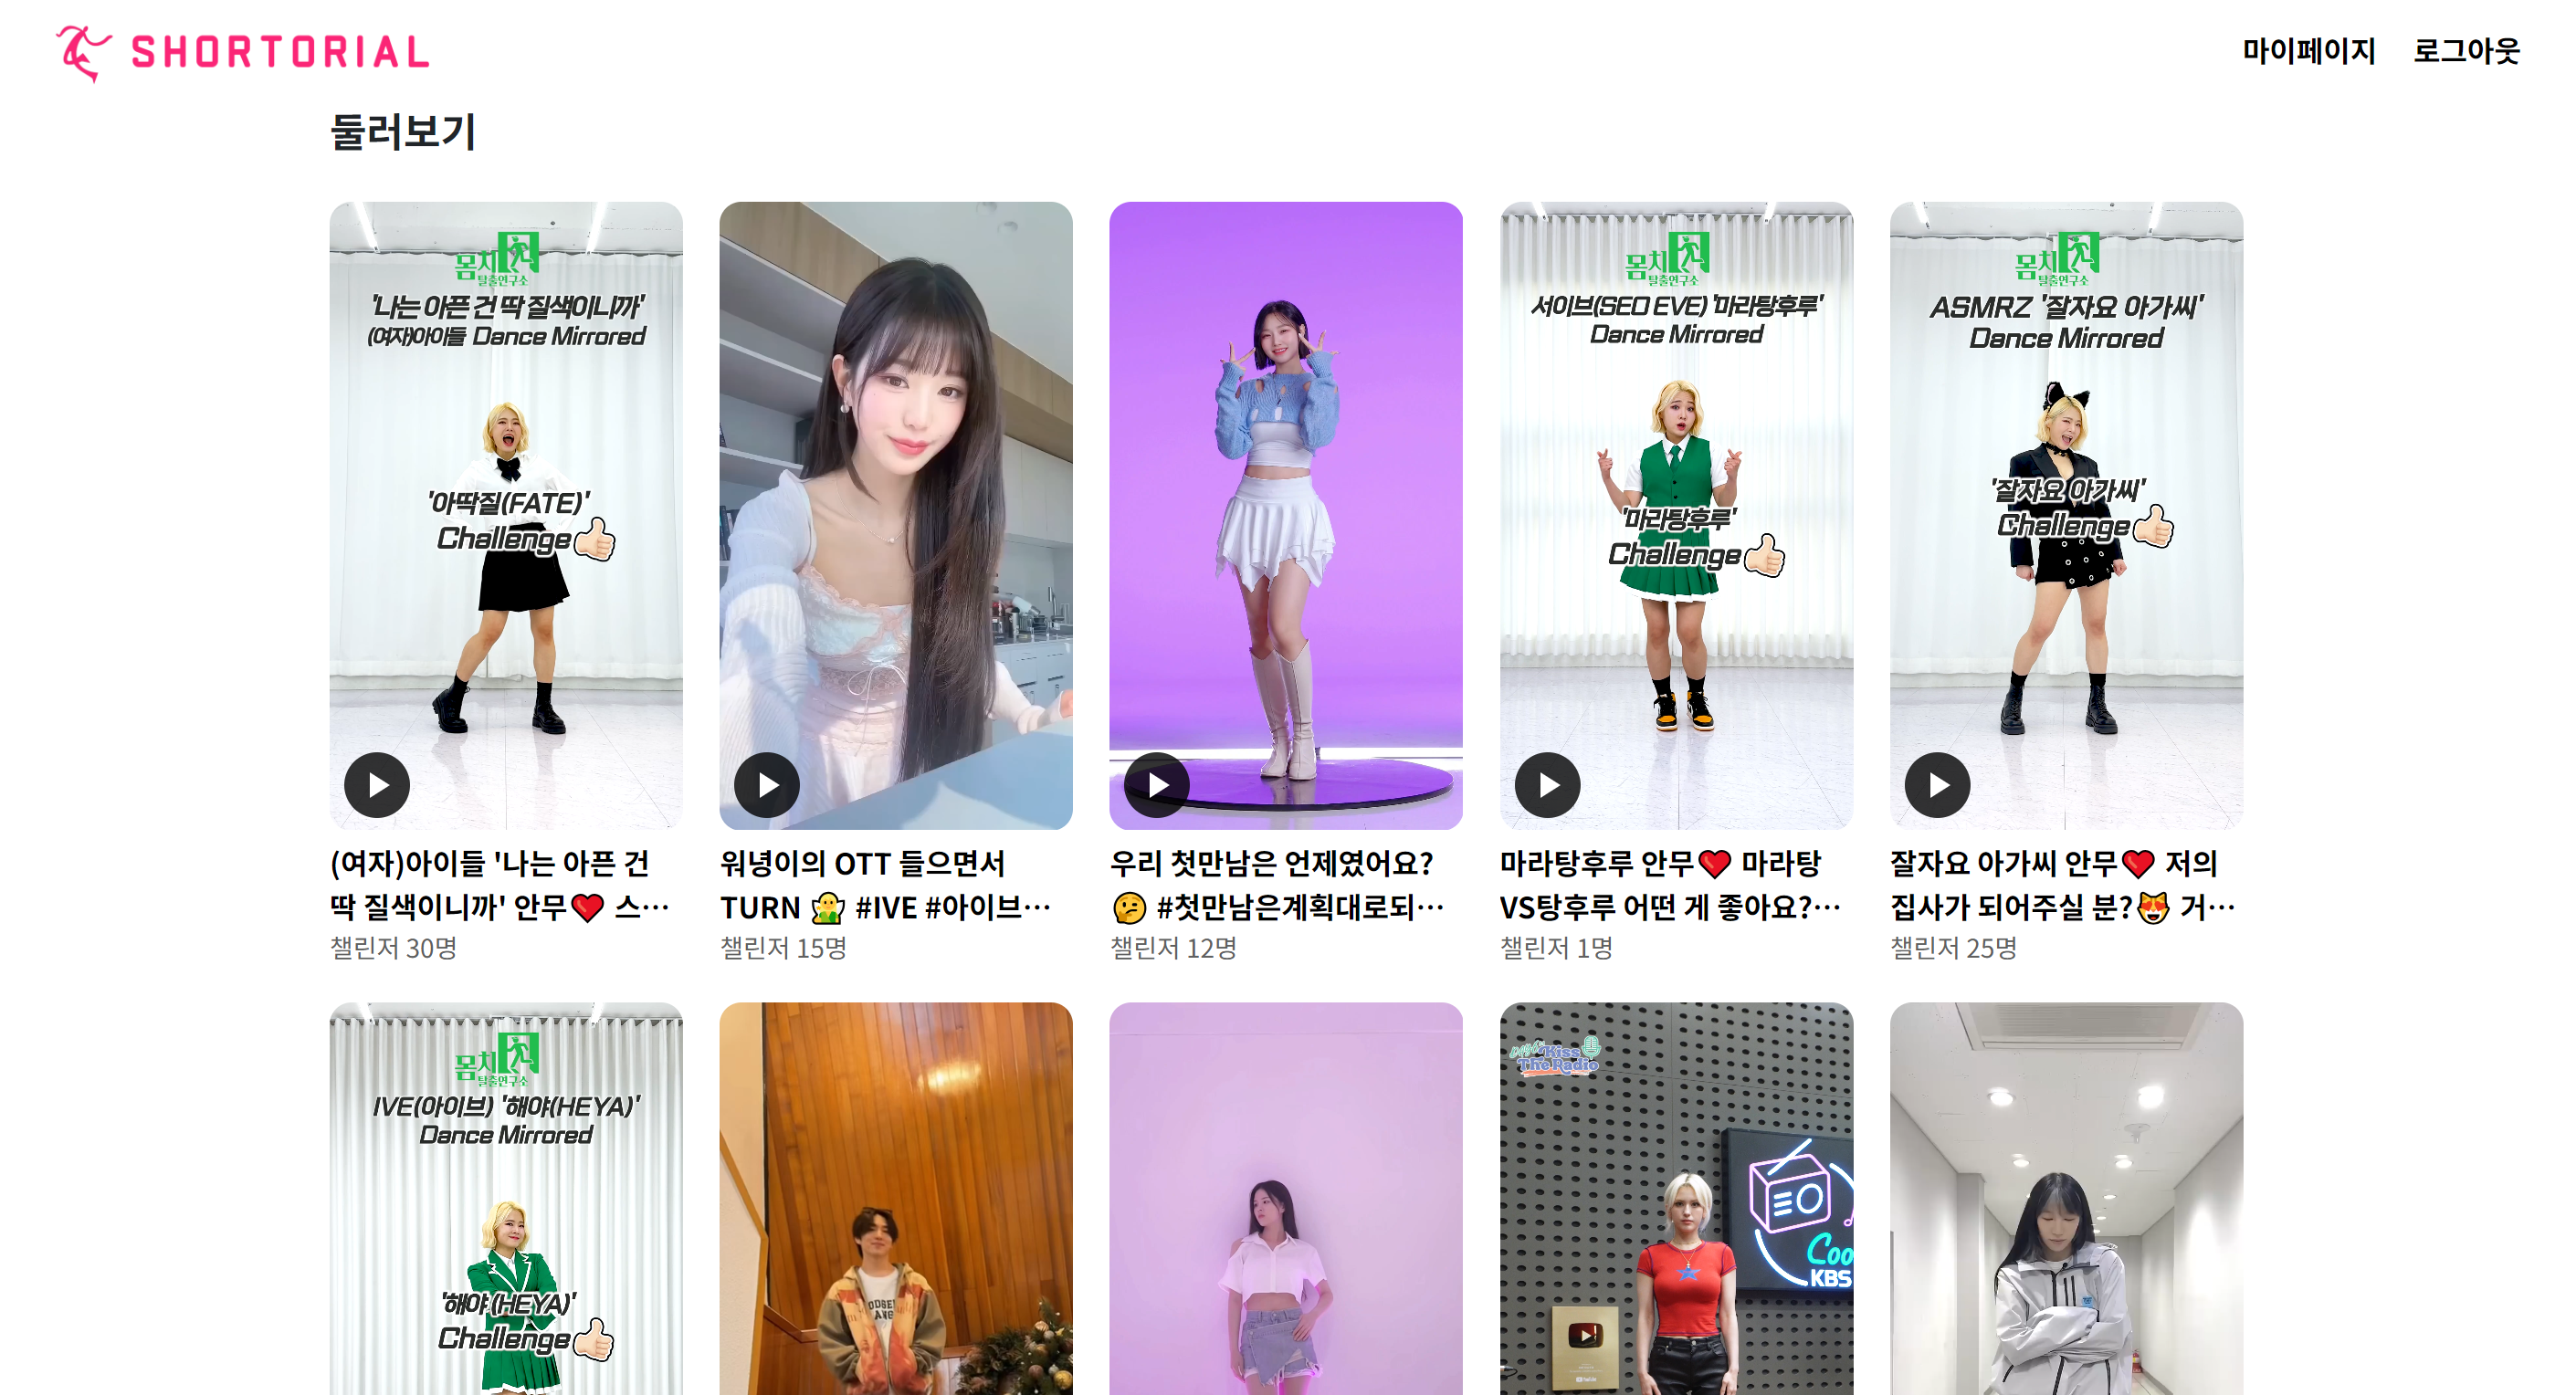 SHORTORIAL
마이페이지 로그아웃
둘러보기
몸치
탈출연구소
'나는 아픈 건 딱 질색이니까'
(여자)아이들 Dance Mirrored
'아딱질(FATE)'
Challenge
(여자)아이들 '나는 아픈 건
딱 질색이니까' 안무❤️ 스…
챌린저 30명
워녕이의 OTT 들으면서
TURN 🧝 #IVE #아이브…
챌린저 15명
우리 첫만남은 언제였어요?
🤔 #첫만남은계획대로되…
챌린저 12명
몸치
탈출연구소
서이브(SEO EVE) '마라탕후루'
Dance Mirrored
'마라탕후루'
Challenge
마라탕후루 안무❤️ 마라탕
VS탕후루 어떤 게 좋아요?…
챌린저 1명
몸치
탈출연구소
ASMRZ '잘자요 아가씨'
Dance Mirrored
'잘자요 아가씨'
Challenge
잘자요 아가씨 안무❤️ 저의
집사가 되어주실 분?😻 거…
챌린저 25명
몸치
탈출연구소
IVE(아이브) '해야(HEYA)'
Dance Mirrored
'해야(HEYA)'
Challenge
Kiss
The Radio
Coo
KBS